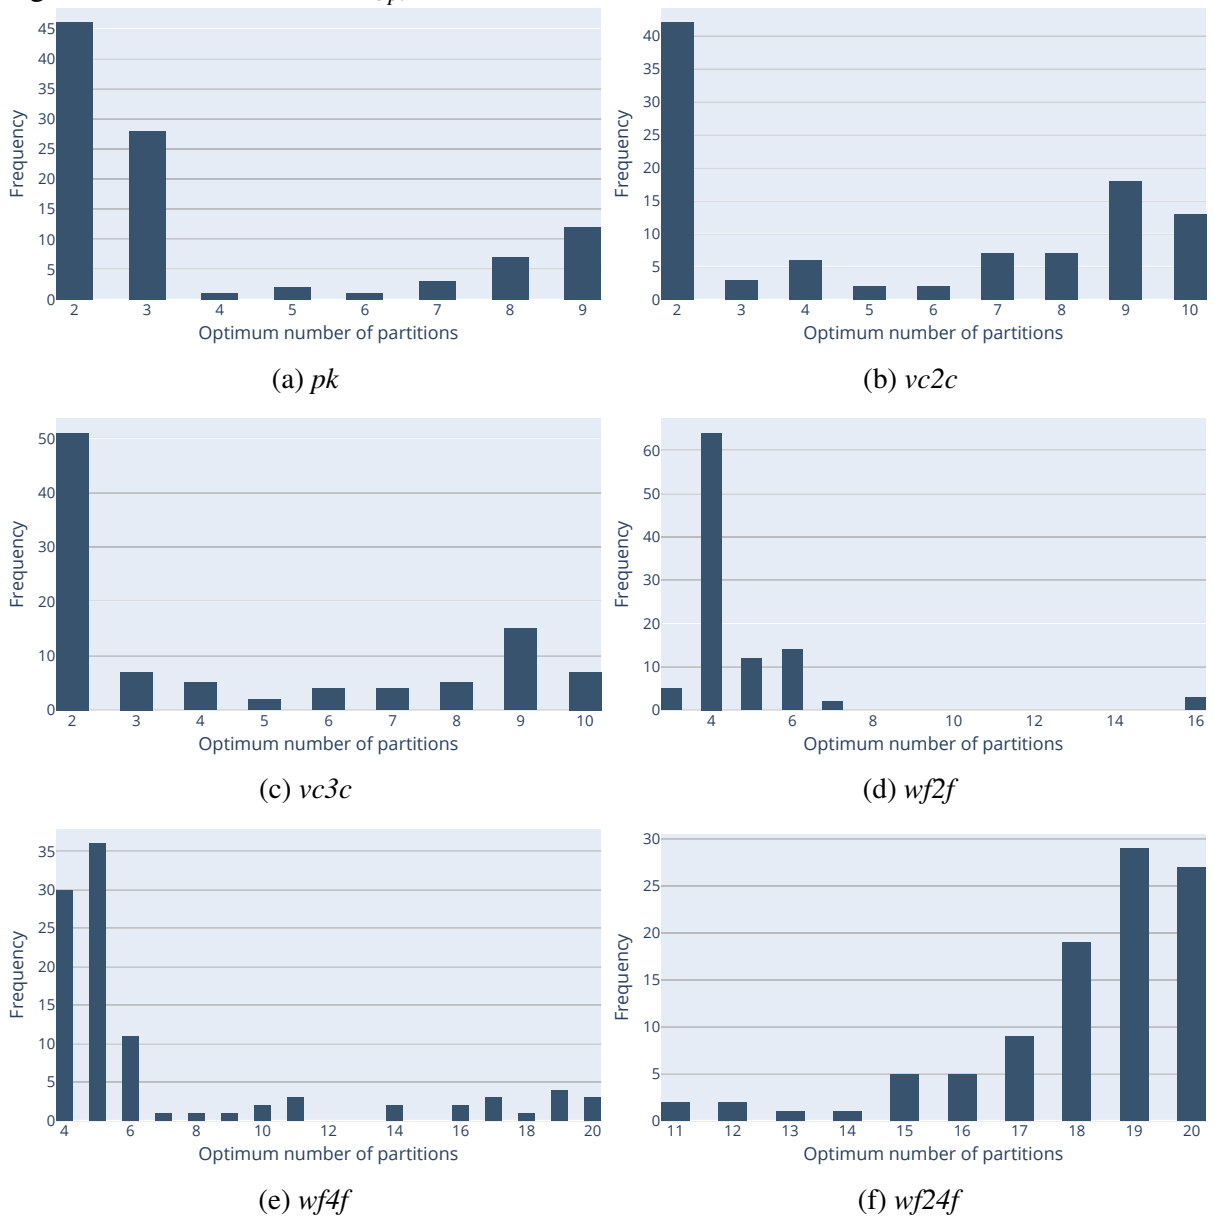 45
40
35
30
25
20
15
10
5
0
Frequency
2 3 4 5 6 7 8 9
Optimum number of partitions
(a) pk
40
35
30
25
20
15
10
5
0
Frequency
2 3 4 5 6 7 8 9 10
Optimum number of partitions
(b) vc2c
50
40
30
20
10
0
Frequency
2 3 4 5 6 7 8 9 10
Optimum number of partitions
(c) vc3c
60
50
40
30
20
10
0
Frequency
4 6 8 10 12 14 16
Optimum number of partitions
(d) wf2f
35
30
25
20
15
10
5
0
Frequency
4 6 8 10 12 14 16 18 20
Optimum number of partitions
(e) wf4f
30
25
20
15
10
5
0
Frequency
11 12 13 14 15 16 17 18 19 20
Optimum number of partitions
(f) wf24f